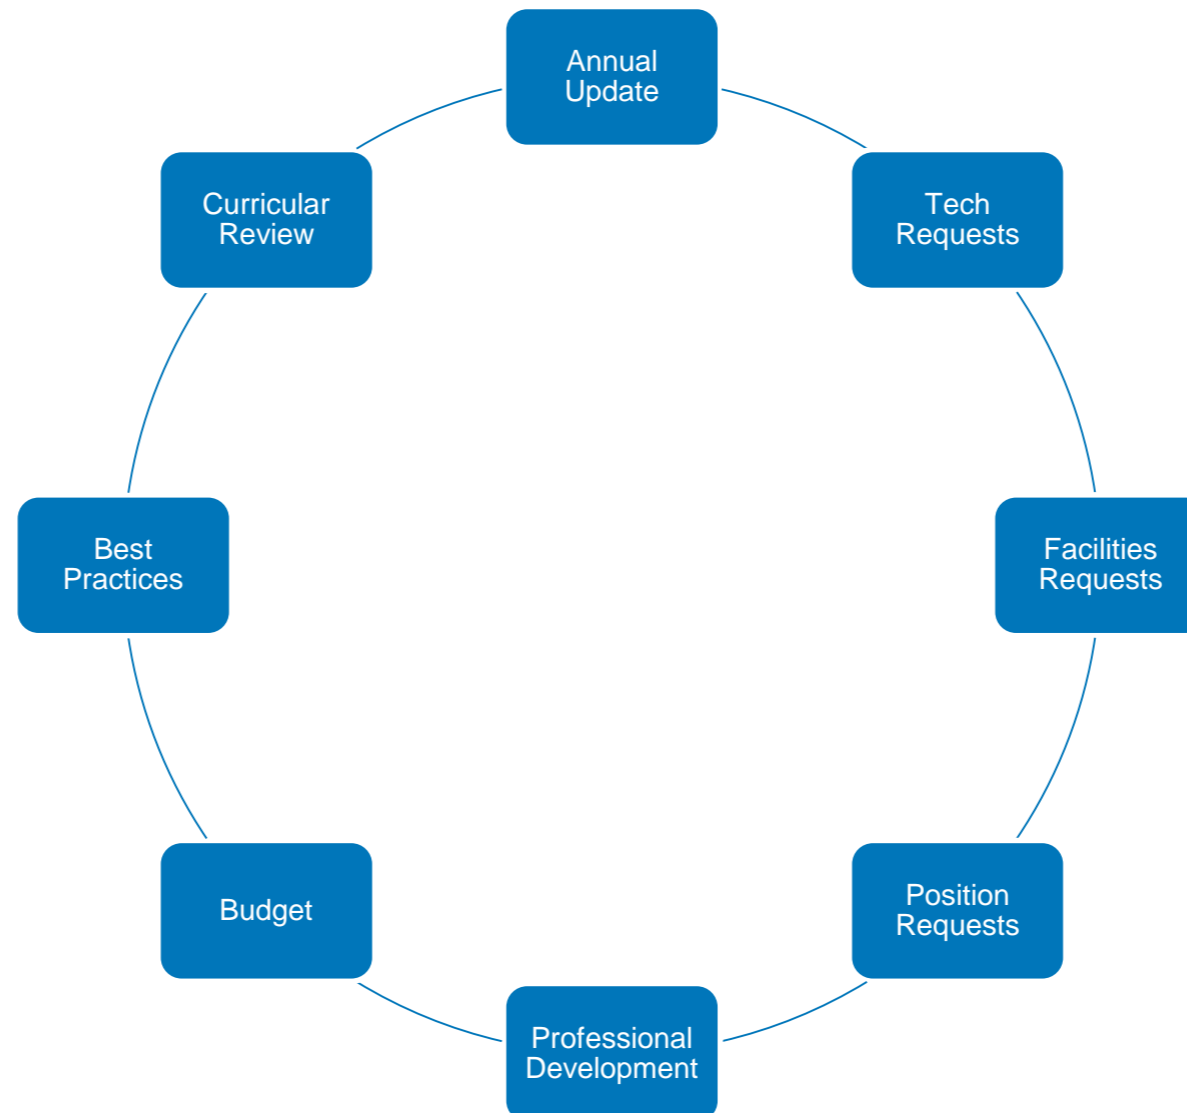 Annual
Update
Tech
Requests
Facilities
Requests
Position
Requests
Professional
Development
Budget
Best
Practices
Curricular
Review